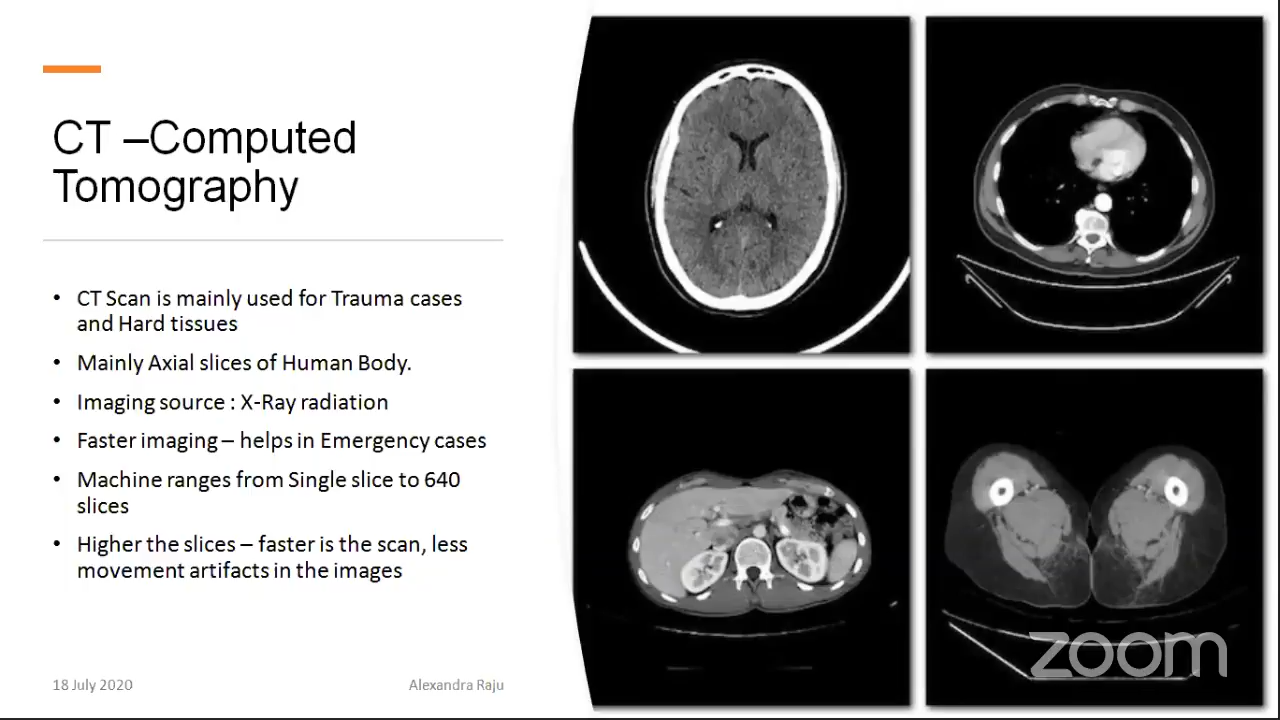 CT –Computed
Tomography
• CT Scan is mainly used for Trauma cases
and Hard tissues
• Mainly Axial slices of Human Body.
• Imaging source : X-Ray radiation
• Faster imaging – helps in Emergency cases
• Machine ranges from Single slice to 640
slices
• Higher the slices – faster is the scan, less
movement artifacts in the images
18 July 2020
Alexandra Raju
zoom